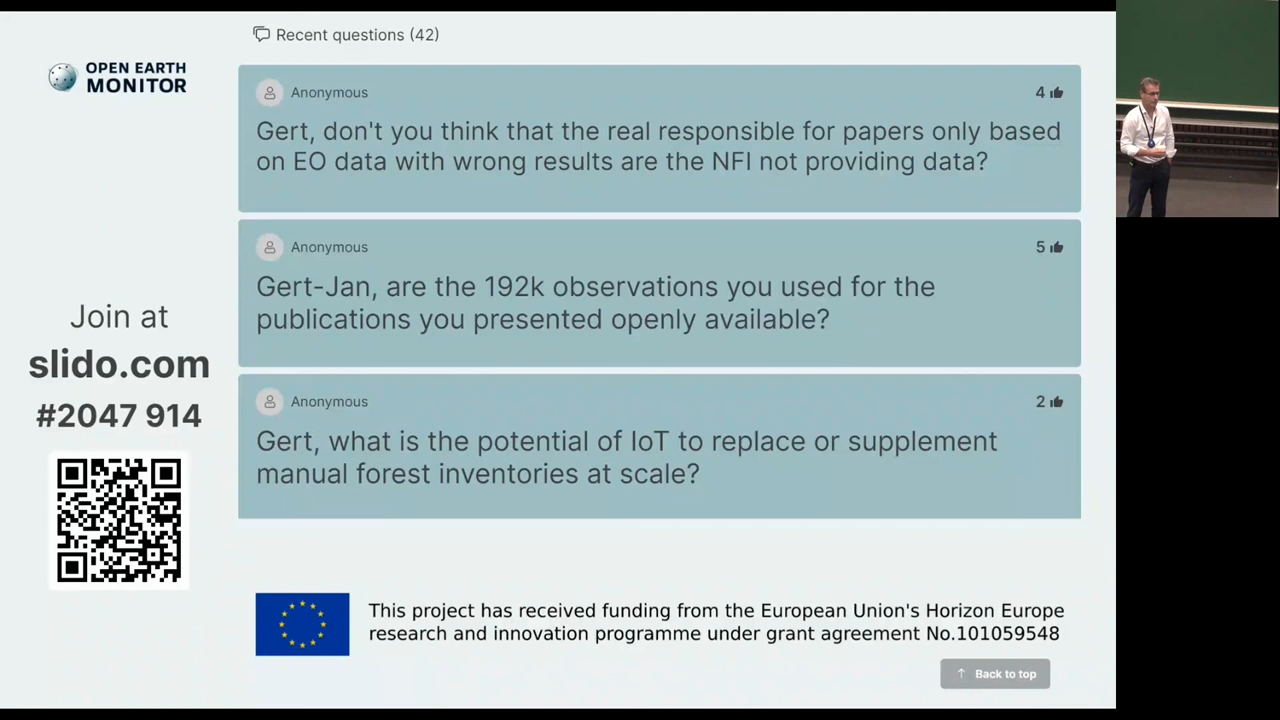 Recent questions (42)
OPEN EARTH
MONITOR
Anonymous
4
Gert, don't you think that the real responsible for papers only based
on EO data with wrong results are the NFI not providing data?
Anonymous
5
Gert-Jan, are the 192k observations you used for the
publications you presented openly available?
Anonymous
2
Gert, what is the potential of IoT to replace or supplement
manual forest inventories at scale?
Join at
slido.com
#2047 914
This project has received funding from the European Union's Horizon Europe
research and innovation programme under grant agreement No.101059548
Back to top